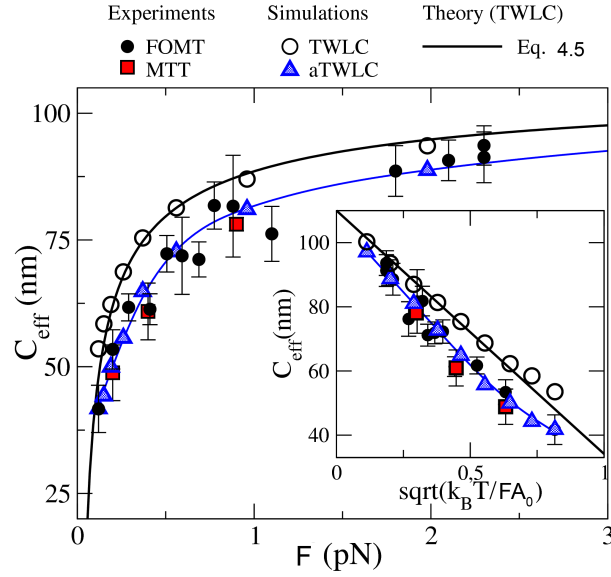 Experiments Simulations Theory (TWLC)
FOMT TWLC Eq. 4.5
MTT aTWLC
100
75
50
25
C_eff (nm)
0 1 2 3
F (pN)
100
80
60
40
C_eff(nm)
0 0,5 1
sqrt(k_B T/FA_0)